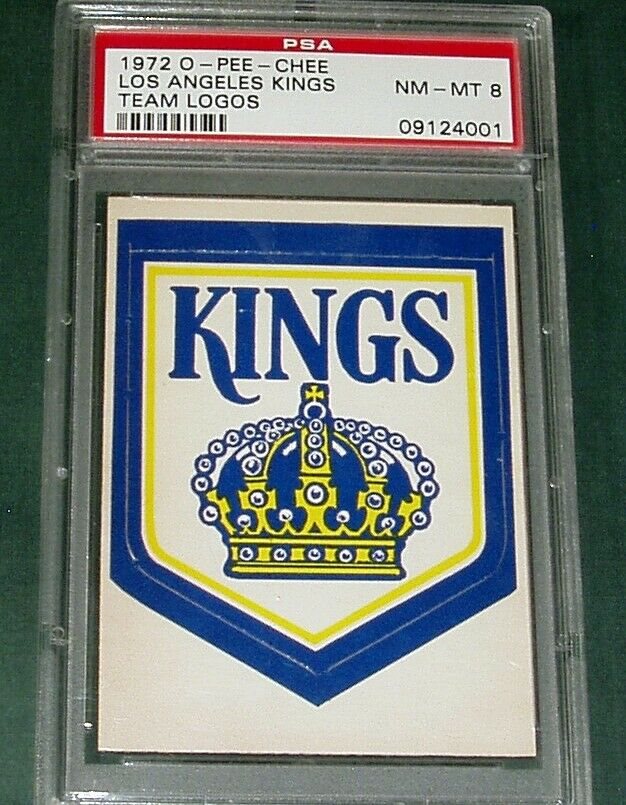 PSA
1972 O-PEE-CHEE
LOS ANGELES KINGS NM-MT 8
TEAM LOGOS
09124001
KINGS